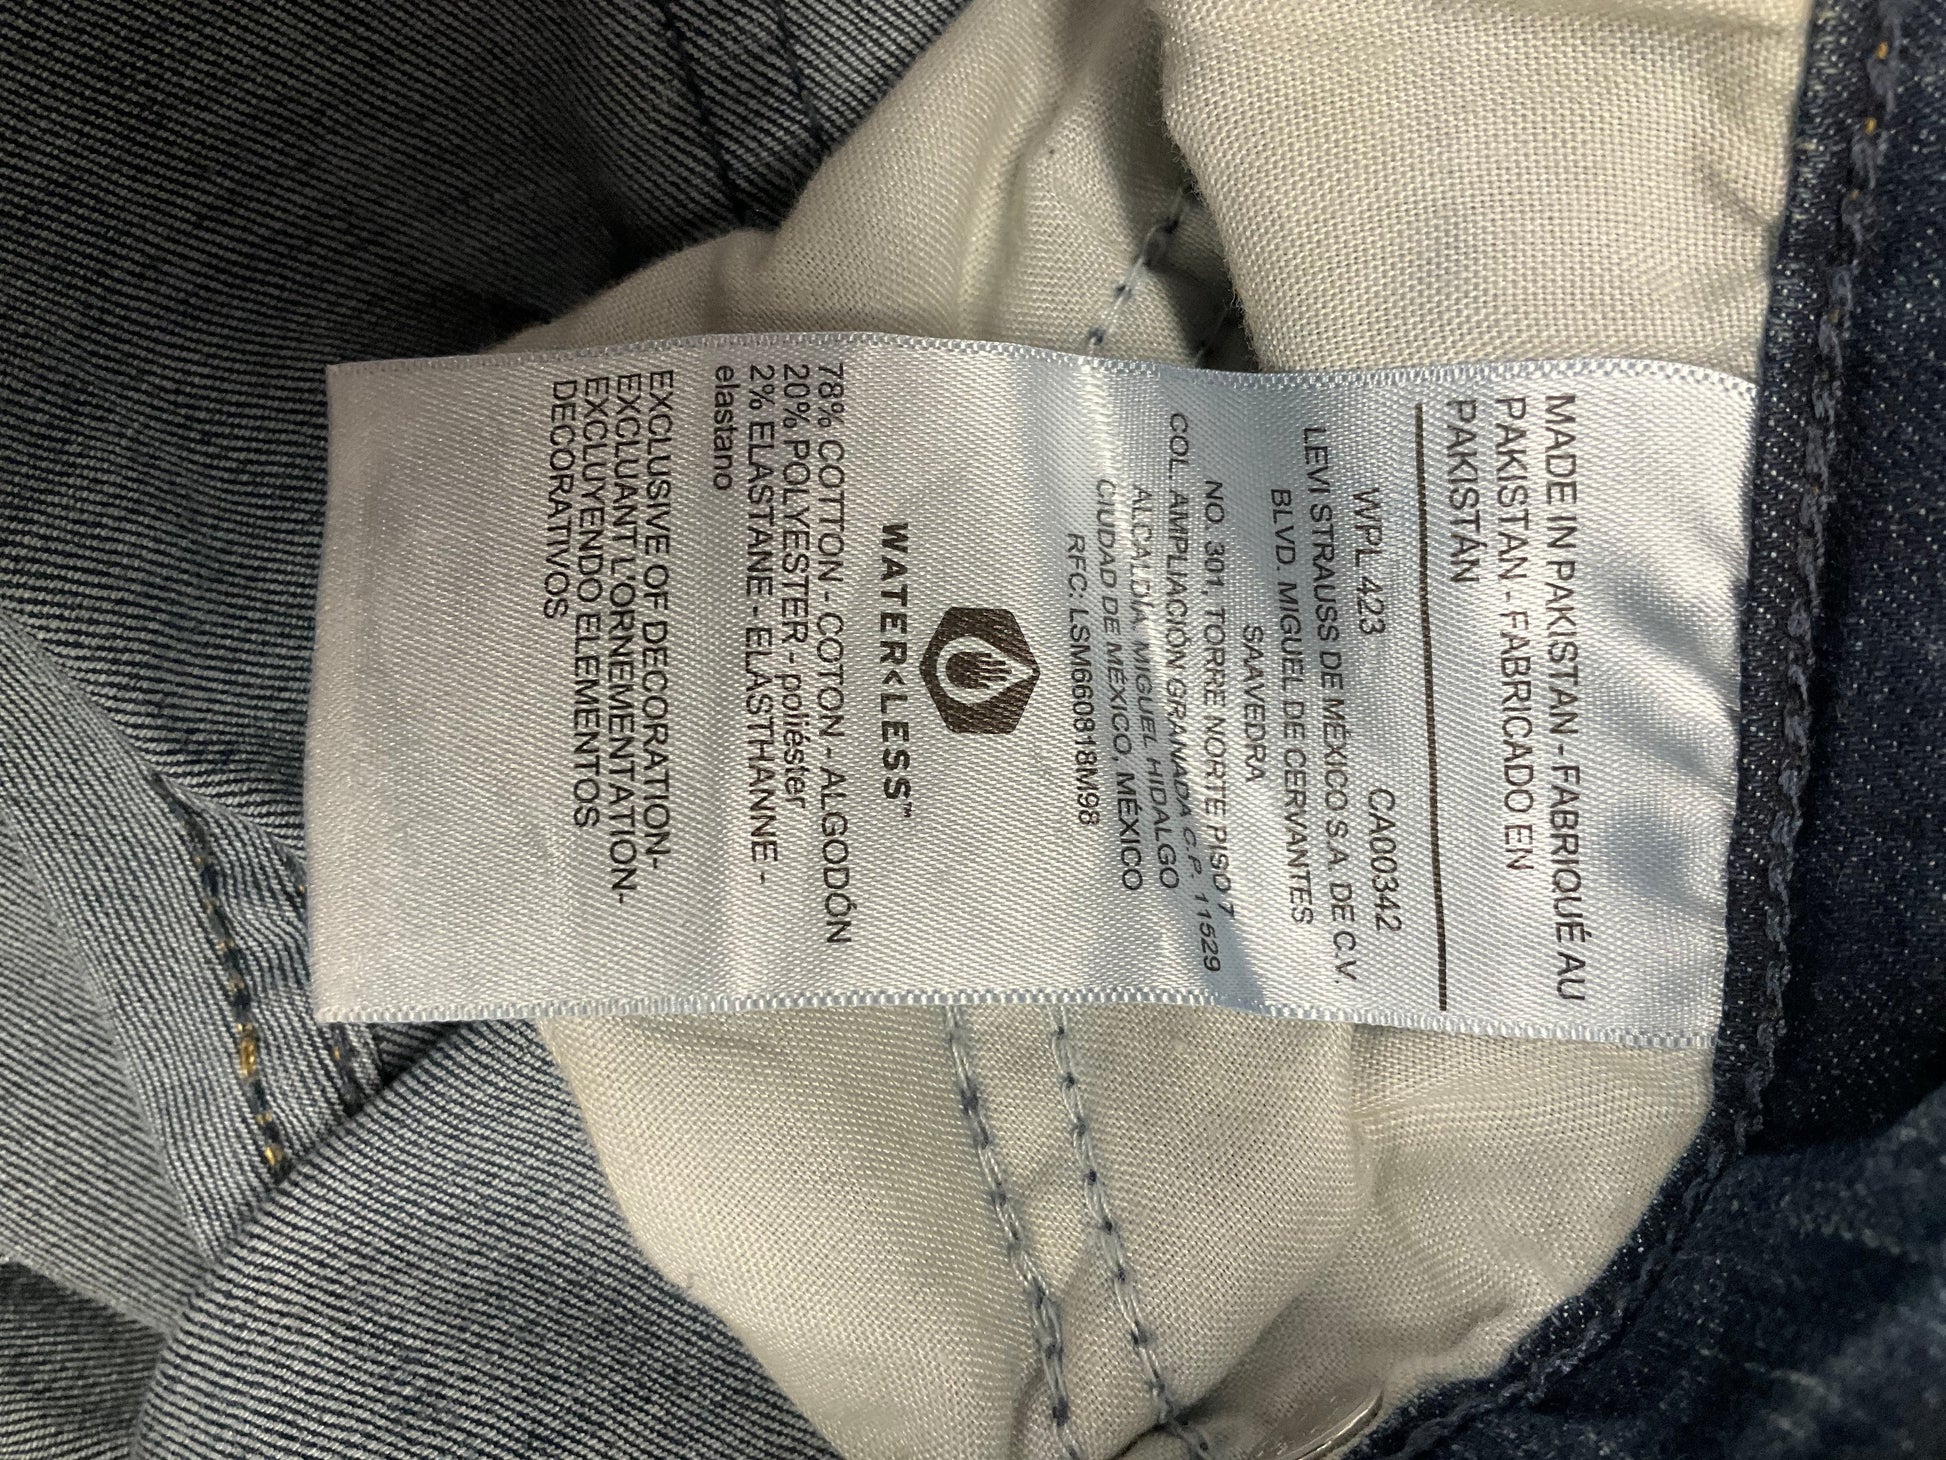 MADE IN PAKISTAN - FABRIQUÉ AU
PAKISTAN - FABRICADO EN
PAKISTÁN
WPL 423 CA00342
LEVI STRAUSS DE MÉXICO S.A. DE C.V.
BLVD. MIGUEL DE CERVANTES
SAAVEDRA
NO. 301, TORRE NORTE PISO 7
COL. AMPLIACIÓN GRANADA C.P. 11529
ALCALDÍA, MIGUEL HIDALGO
CIUDAD DE MÉXICO, MÉXICO
RFC: LSM660818M98
WATER<LESS™
78% COTTON - COTON - ALGODÓN
20% POLYESTER - poliéster
2% ELASTANE - ELASTHANNE -
elastano
EXCLUSIVE OF DECORATION-
EXCLUANT L'ORNEMENTATION-
EXCLUYENDO ELEMENTOS
DECORATIVOS